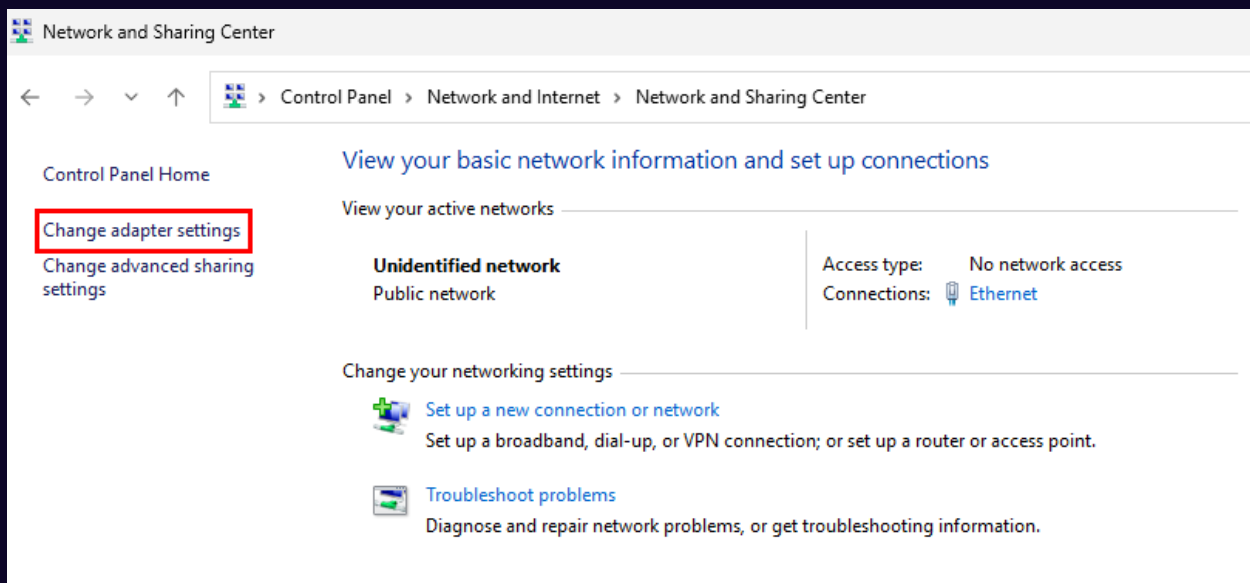 Network and Sharing Center
Control Panel > Network and Internet > Network and Sharing Center
Control Panel Home
Change adapter settings
Change advanced sharing
settings
View your basic network information and set up connections
View your active networks
Unidentified network
Public network
Access type: No network access
Connections: Ethernet
Change your networking settings
Set up a new connection or network
Set up a broadband, dial-up, or VPN connection; or set up a router or access point.
Troubleshoot problems
Diagnose and repair network problems, or get troubleshooting information.